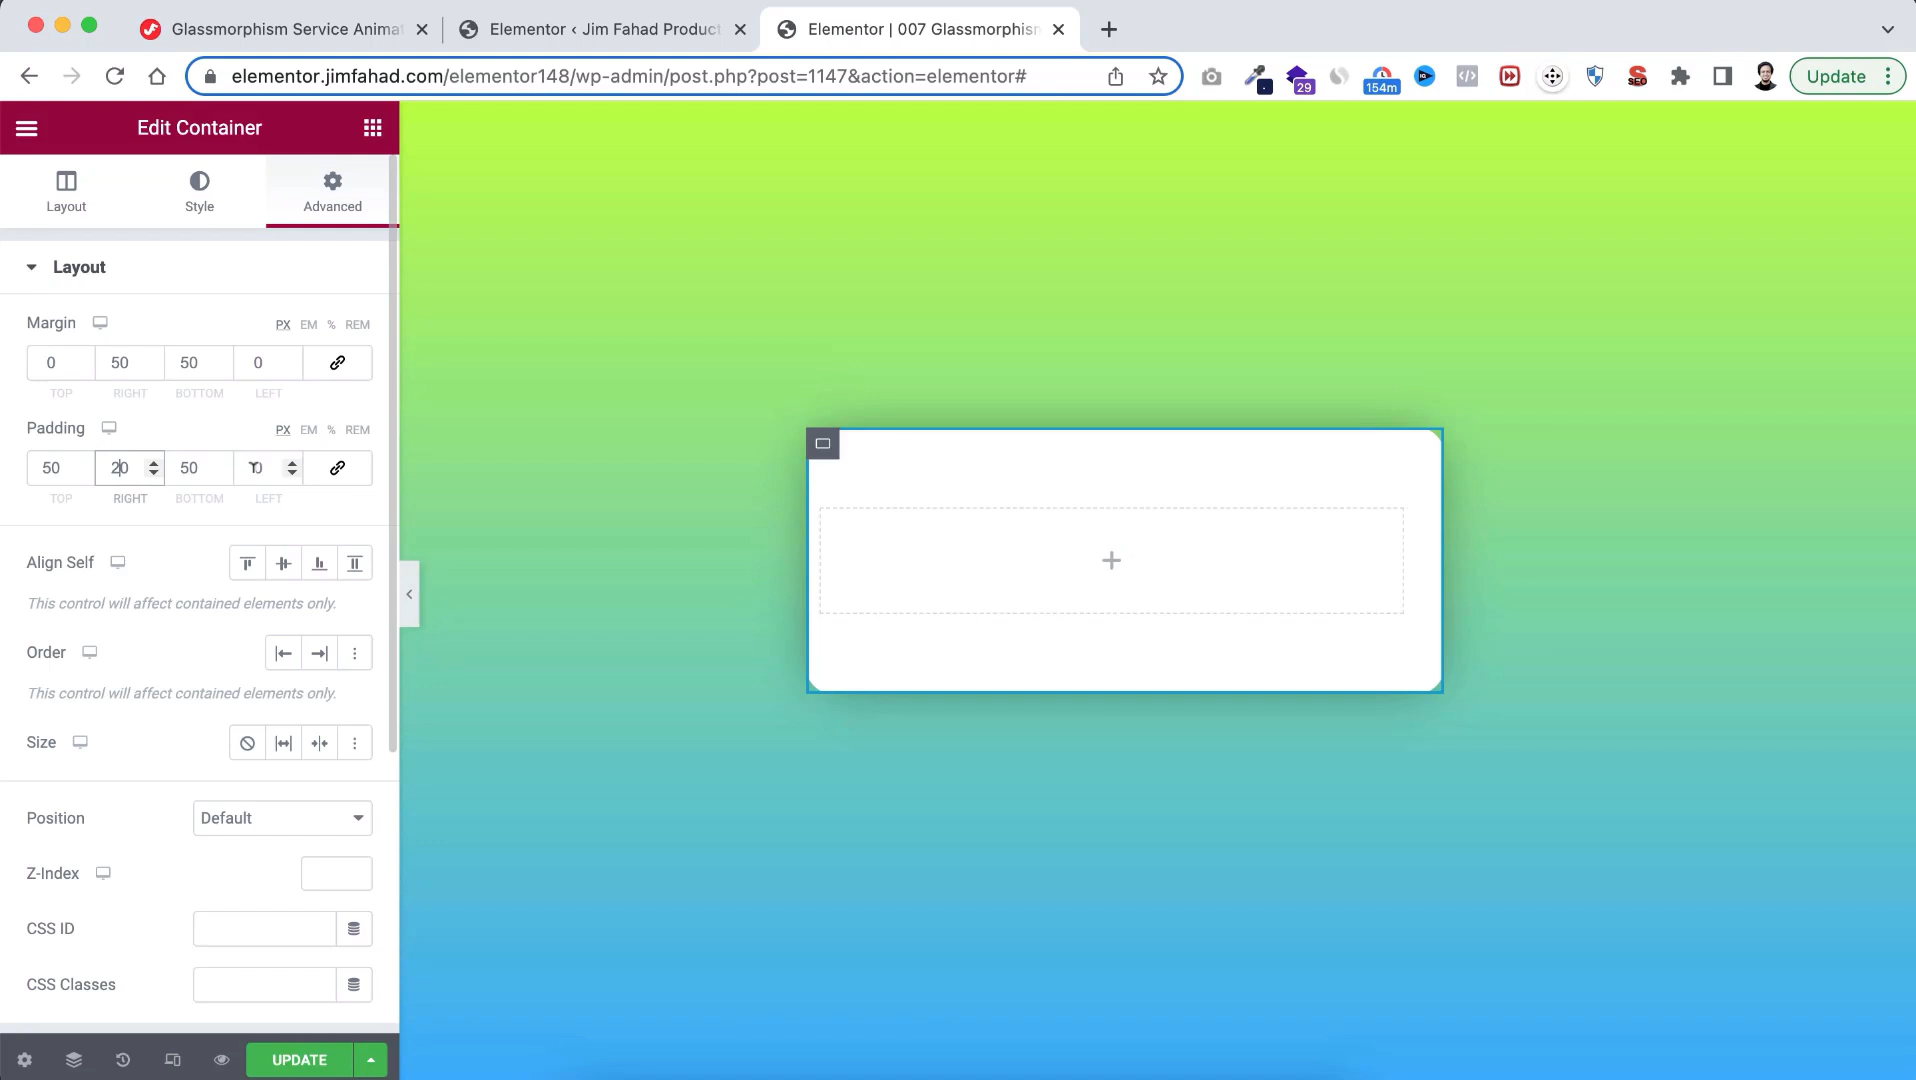 Glassmorphism Service Animat
Elementor ‹ Jim Fahad Product
Elementor | 007 Glassmorphism
elementor.jimfahad.com/elementor148/wp-admin/post.php?post=1147&action=elementor#
29
154m
SEO
Update
Edit Container
Layout
Style
Advanced
Layout
Margin
PX EM % REM
0 50 50 0
TOP RIGHT BOTTOM LEFT
Padding
PX EM % REM
50 20 50 0
TOP RIGHT BOTTOM LEFT
Align Self
This control will affect contained elements only.
Order
This control will affect contained elements only.
Size
Position
Default
Z-Index
CSS ID
CSS Classes
UPDATE